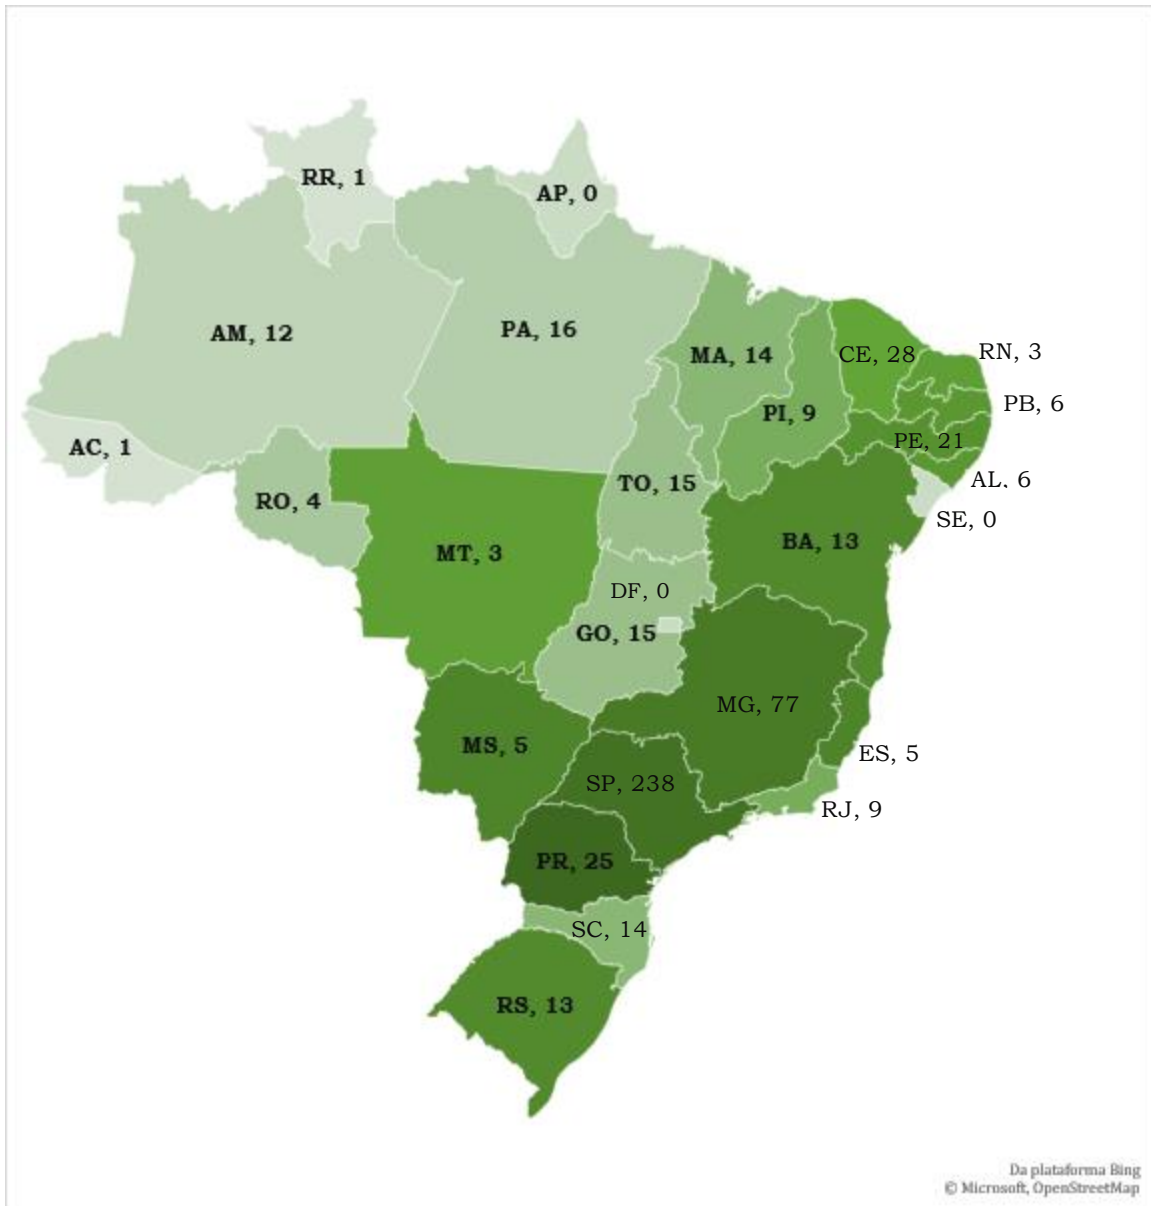 RR, 1
AP, 0
AM, 12
PA, 16
MA, 14
CE, 28
RN, 3
PB, 6
PI, 9
PE, 21
AC, 1
AL, 6
TO, 15
RO, 4
SE, 0
BA, 13
MT, 3
DF, 0
GO, 15
MG, 77
MS, 5
ES, 5
SP, 238
RJ, 9
PR, 25
SC, 14
RS, 13
Da plataforma Bing
© Microsoft, OpenStreetMap